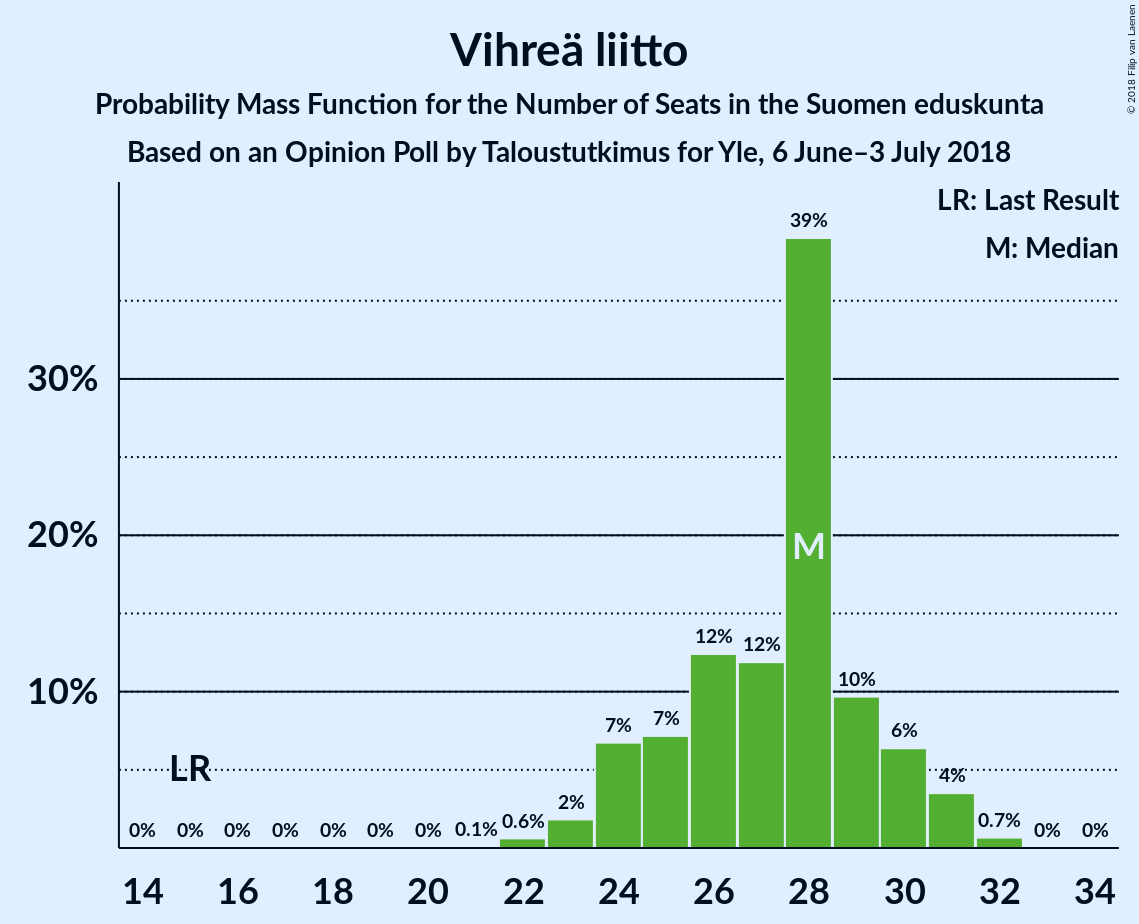 Vihreä liitto
Probability Mass Function for the Number of Seats in the Suomen eduskunta
Based on an Opinion Poll by Taloustutkimus for Yle, 6 June–3 July 2018
© 2018 Filip van Laenen
LR: Last Result
M: Median
39%
30%
20%
M
12%
12%
10%
10%
7%
7%
6%
LR
4%
2%
0%
0%
0%
0%
0%
0%
0%
0.1%
0.6%
0.7%
0%
0%
14 16 18 20 22 24 26 28 30 32 34